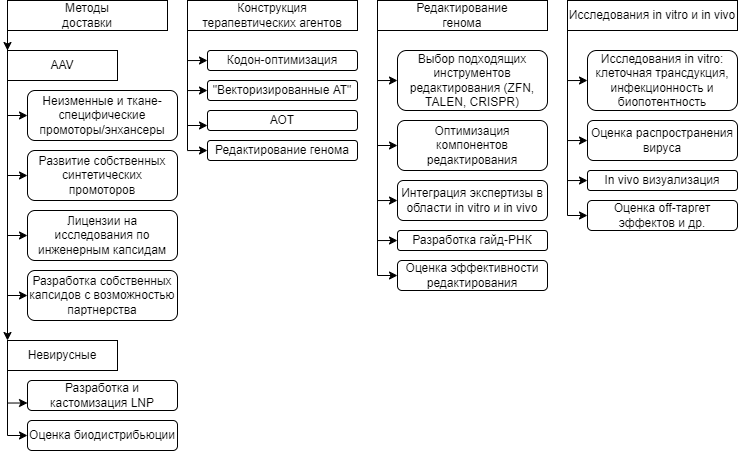 Методы
доставки
AAV
Неизменные и ткане-
специфические
промоторы/энхансеры
Развитие собственных
синтетических
промоторов
Лицензии на
исследования по
инженерным капсидам
Разработка собственных
капсидов с возможностью
партнерства
Невирусные
Разработка и
кастомизация LNP
Оценка биодистрибьюции
Конструкция
терапевтических агентов
Кодон-оптимизация
"Векторизированные АТ"
АОТ
Редактирование генома
Редактирование
генома
Выбор подходящих
инструментов
редактирования (ZFN,
TALEN, CRISPR)
Оптимизация
компонентов
редактирования
Интеграция экспертизы в
области in vitro и in vivo
Разработка гайд-РНК
Оценка эффективности
редактирования
Исследования in vitro и in vivo
Исследования in vitro:
клеточная трансдукция,
инфекционность и
биопотентность
Оценка распространения
вируса
In vivo визуализация
Оценка off-таргет
эффектов и др.